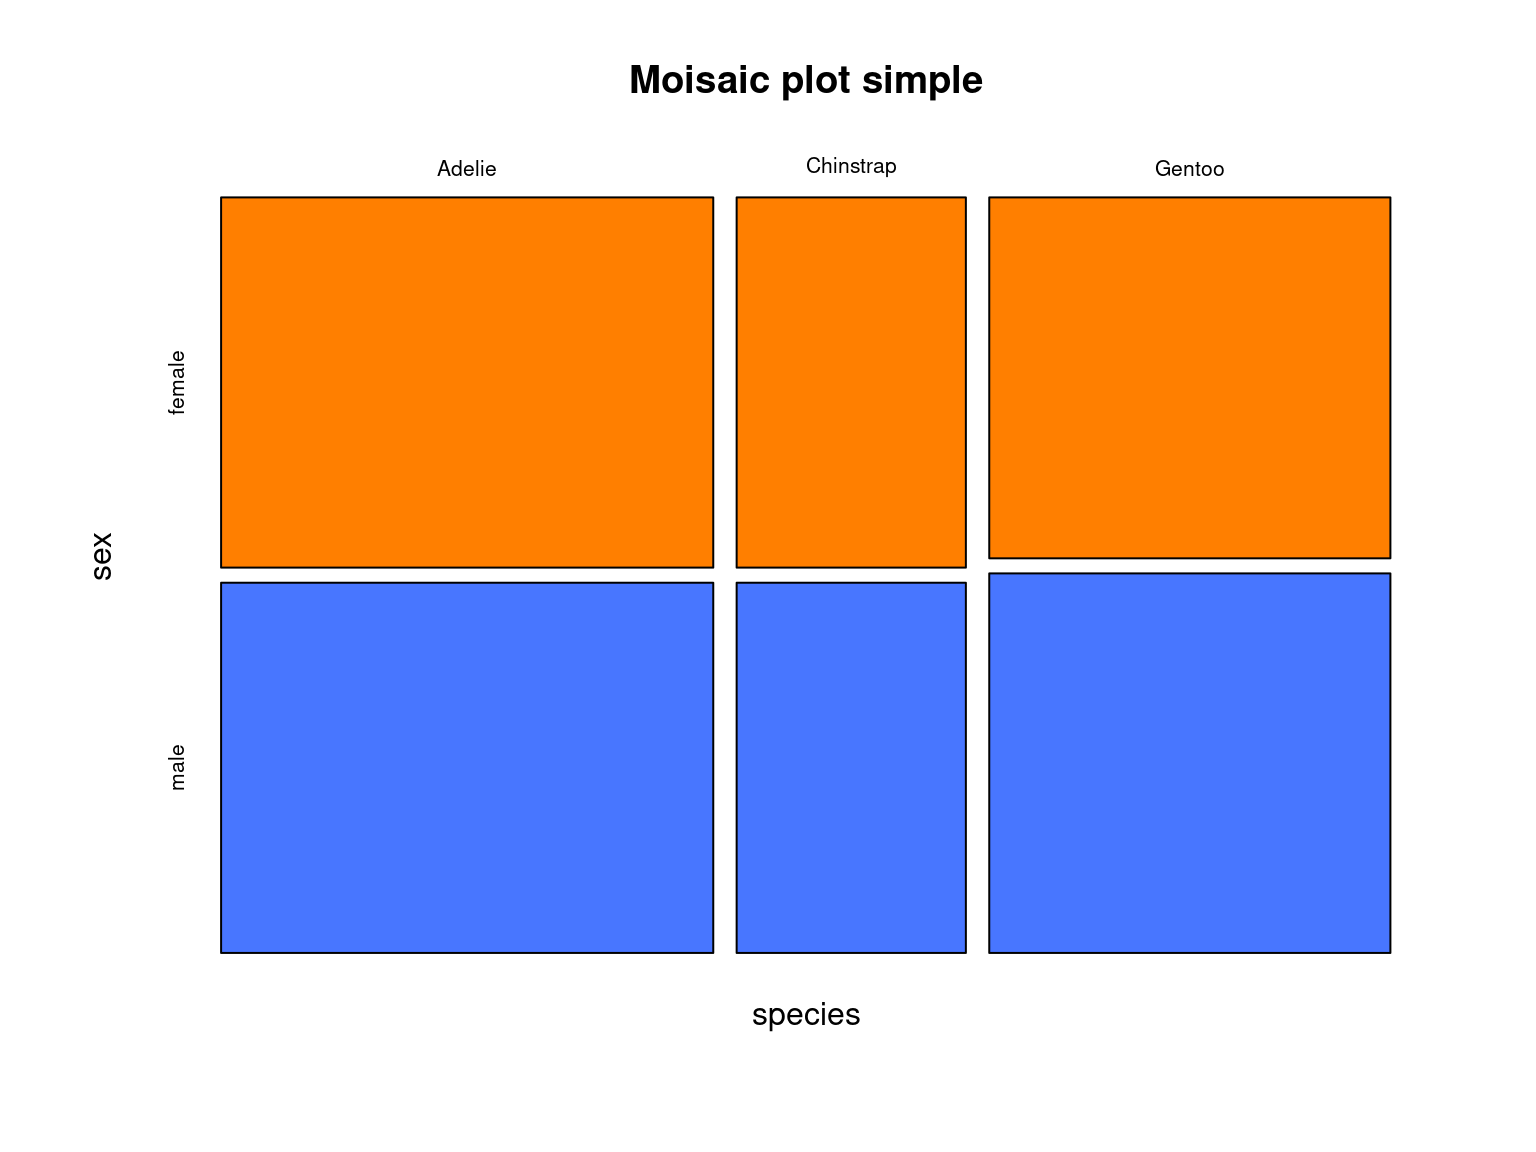 Moisaic plot simple
Adelie
Chinstrap
Gentoo
female
male
sex
species